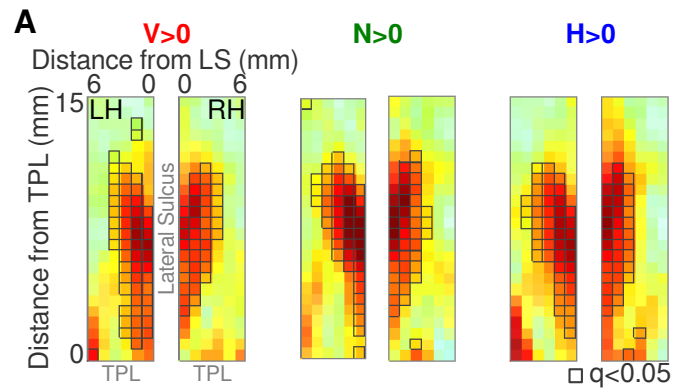 A
V>0
N>0
H>0
Distance from LS (mm)
6 0 0 6
15
LH
RH
Distance from TPL (mm)
Lateral Sulcus
0
TPL
TPL
q<0.05